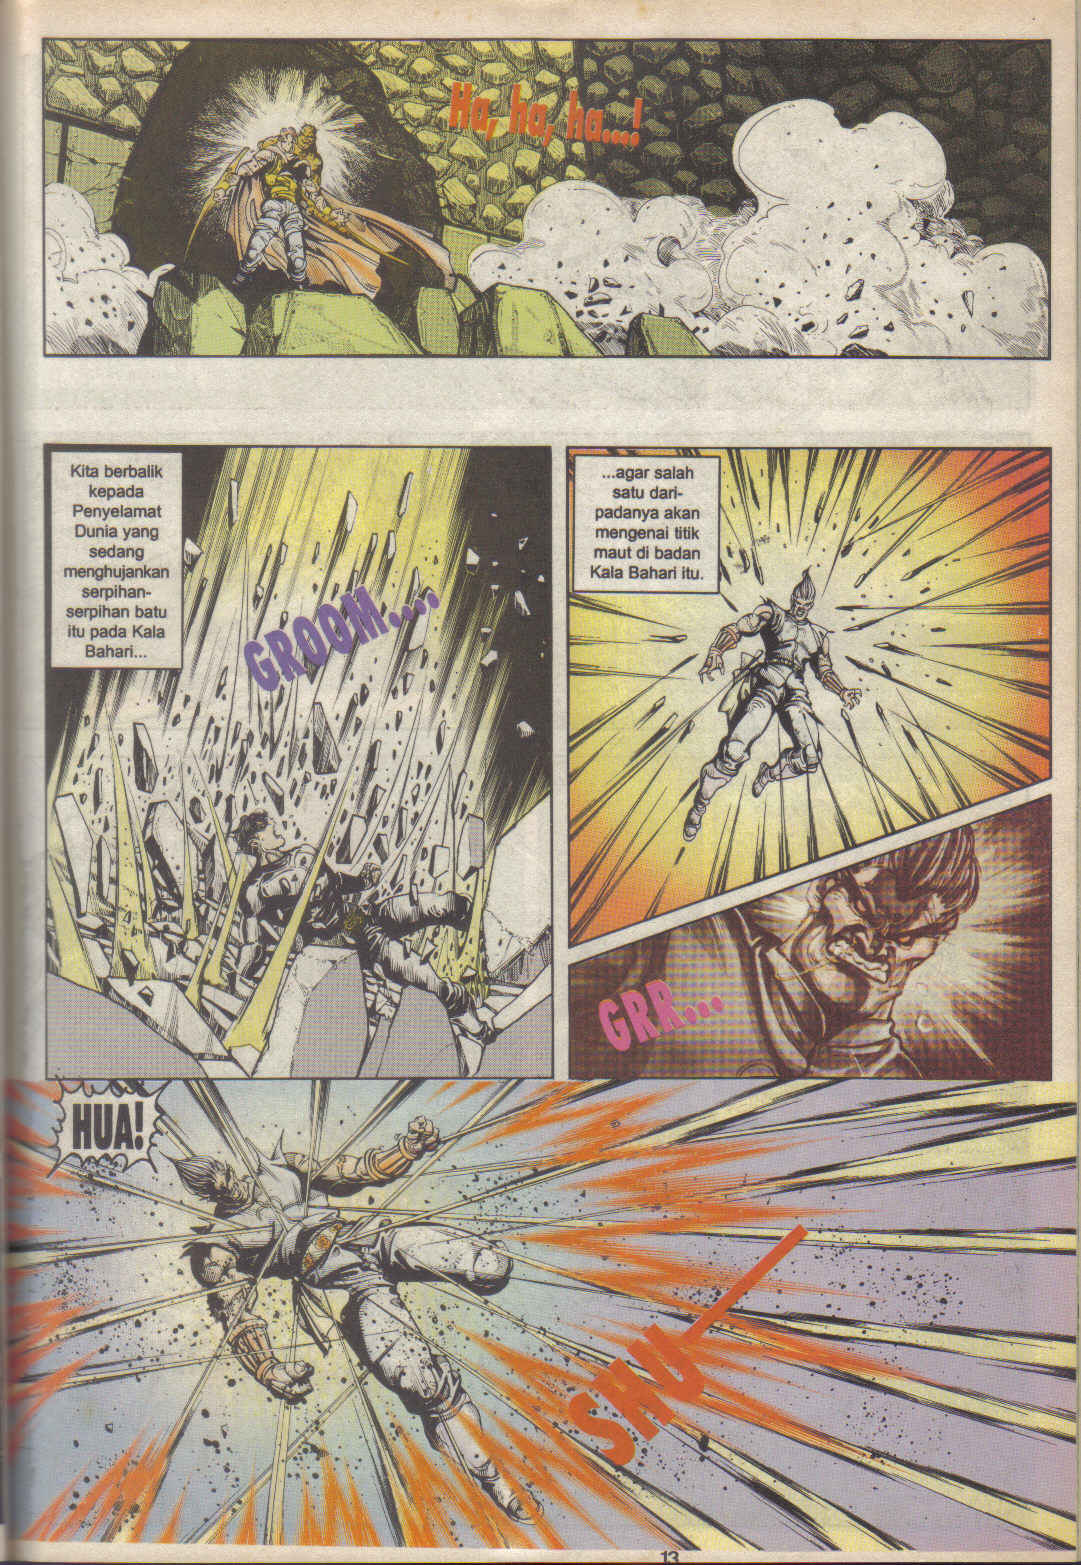 Ha, ha, ha....!
Kita berbalik
kepada
Penyelamat
Dunia yang
sedang
menghujankan
serpihan-
serpihan batu
itu pada Kala
Bahari...
GROOM....
...agar salah
satu dari-
padanya akan
mengenai titik
maut di badan
Kala Bahari itu.
GRR...
HUA!
SHU
13